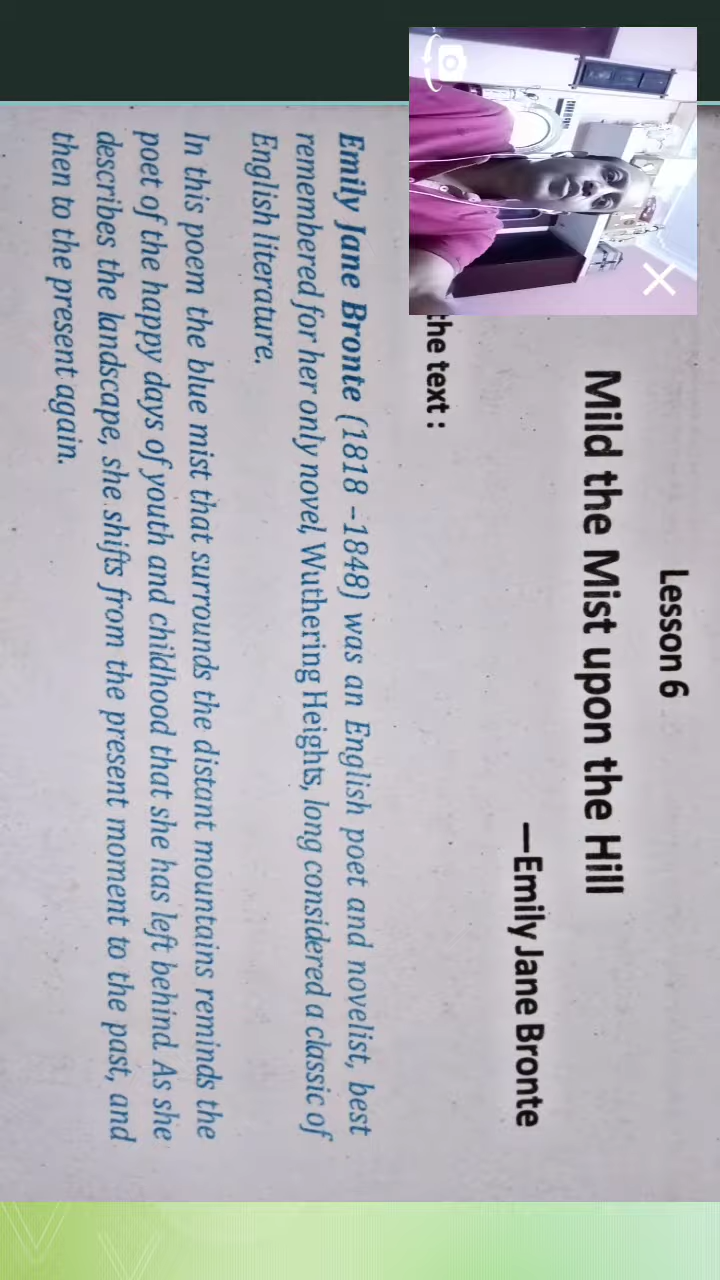 Lesson 6
Mild the Mist upon the Hill
—Emily Jane Bronte
the text :
Emily Jane Bronte (1818 -1848) was an English poet and novelist, best
remembered for her only novel, Wuthering Heights, long considered a classic of
English literature.
In this poem the blue mist that surrounds the distant mountains reminds the
poet of the happy days of youth and childhood that she has left behind. As she
describes the landscape, she shifts from the present moment to the past, and
then to the present again.